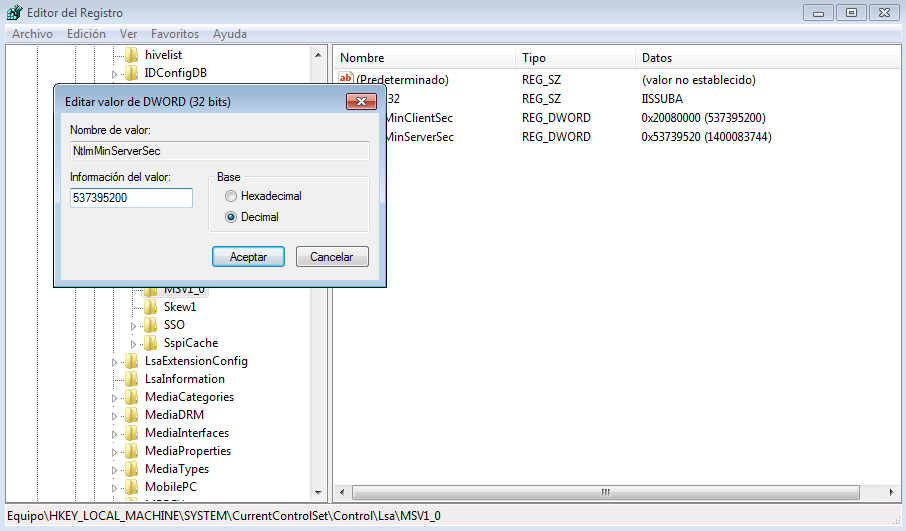 Editor del Registro
Archivo Edición Ver Favoritos Ayuda
hivelist
IDConfigDB
Editar valor de DWORD (32 bits)
Nombre de valor:
NtlmMinServerSec
Información del valor:
537395200
Base
Hexadecimal
Decimal
Aceptar Cancelar
MSV1_0
Skew1
SSO
SspiCache
LsaExtensionConfig
LsaInformation
MediaCategories
MediaDRM
MediaInterfaces
MediaProperties
MediaTypes
MobilePC
Nombre Tipo Datos
ab (Predeterminado) REG_SZ (valor no establecido)
32 REG_SZ IISSUBA
MinClientSec REG_DWORD 0x20080000 (537395200)
MinServerSec REG_DWORD 0x53739520 (1400083744)
Equipo\HKEY_LOCAL_MACHINE\SYSTEM\CurrentControlSet\Control\Lsa\MSV1_0